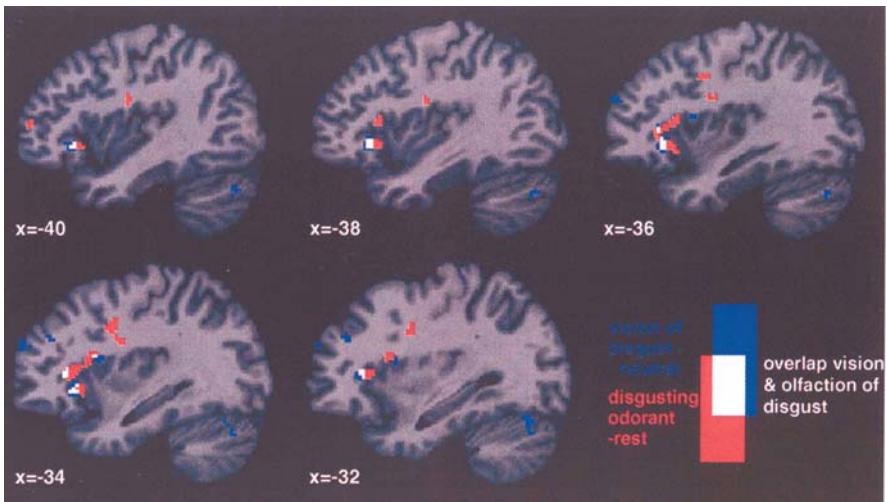 x=-40
x=-38
x=-36
x=-34
x=-32
vision of
disgust -
neutral
disgusting
odorant
-rest
overlap vision
& olfaction of
disgust